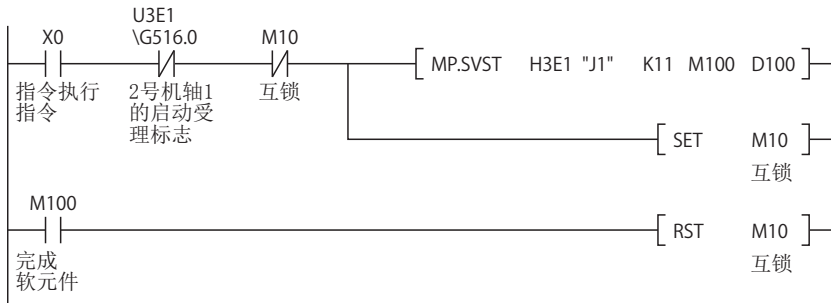 U3E1
X0 \G516.0 M10
MP.SVST H3E1 "J1" K11 M100 D100
指令执行 2号机轴1 互锁
指令 的启动受
理标志
SET M10
互锁
M100
RST M10
完成 互锁
软元件